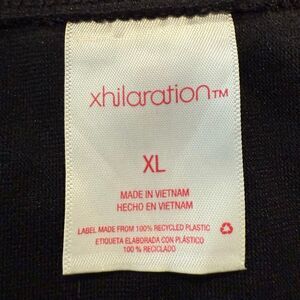 xhilaration™
XL
MADE IN VIETNAM
HECHO EN VIETNAM
LABEL MADE FROM 100% RECYCLED PLASTIC
ETIQUETA ELABORADA CON PLÁSTICO
100 % RECICLADO